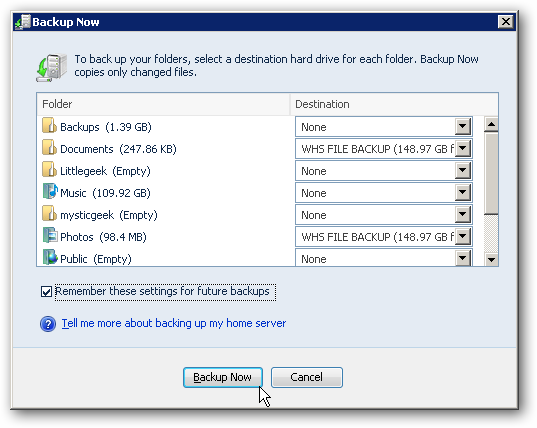 Backup Now
To back up your folders, select a destination hard drive for each folder. Backup Now
copies only changed files.
Folder Destination
Backups (1.39 GB) None
Documents (247.86 KB) WHS FILE BACKUP (148.97 GB f
Littlegeek (Empty) None
Music (109.92 GB) None
mysticgeek (Empty) None
Photos (98.4 MB) WHS FILE BACKUP (148.97 GB f
Public (Empty) None
Remember these settings for future backups
Tell me more about backing up my home server
Backup Now Cancel